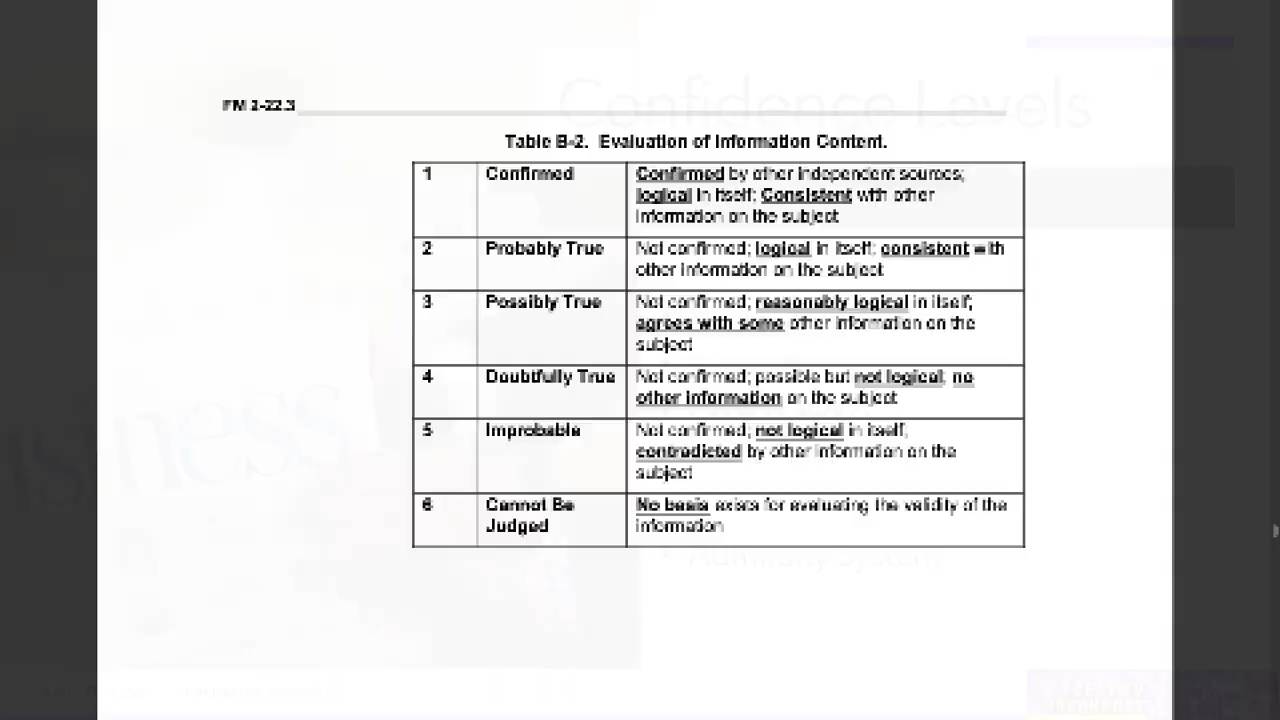 Confidence Levels
FM 2-22.3
Table B-2. Evaluation of Information Content.
1 Confirmed Confirmed by other independent sources;
logical in itself; Consistent with other
information on the subject
2 Probably True Not confirmed; logical in itself; consistent with
other information on the subject
3 Possibly True Not confirmed; reasonably logical in itself;
agrees with some other information on the
subject
4 Doubtfully True Not confirmed; possible but not logical; no
other information on the subject
5 Improbable Not confirmed; not logical in itself;
contradicted by other information on the
subject
6 Cannot Be No basis exists for evaluating the validity of the
Judged information
• Admiralty System